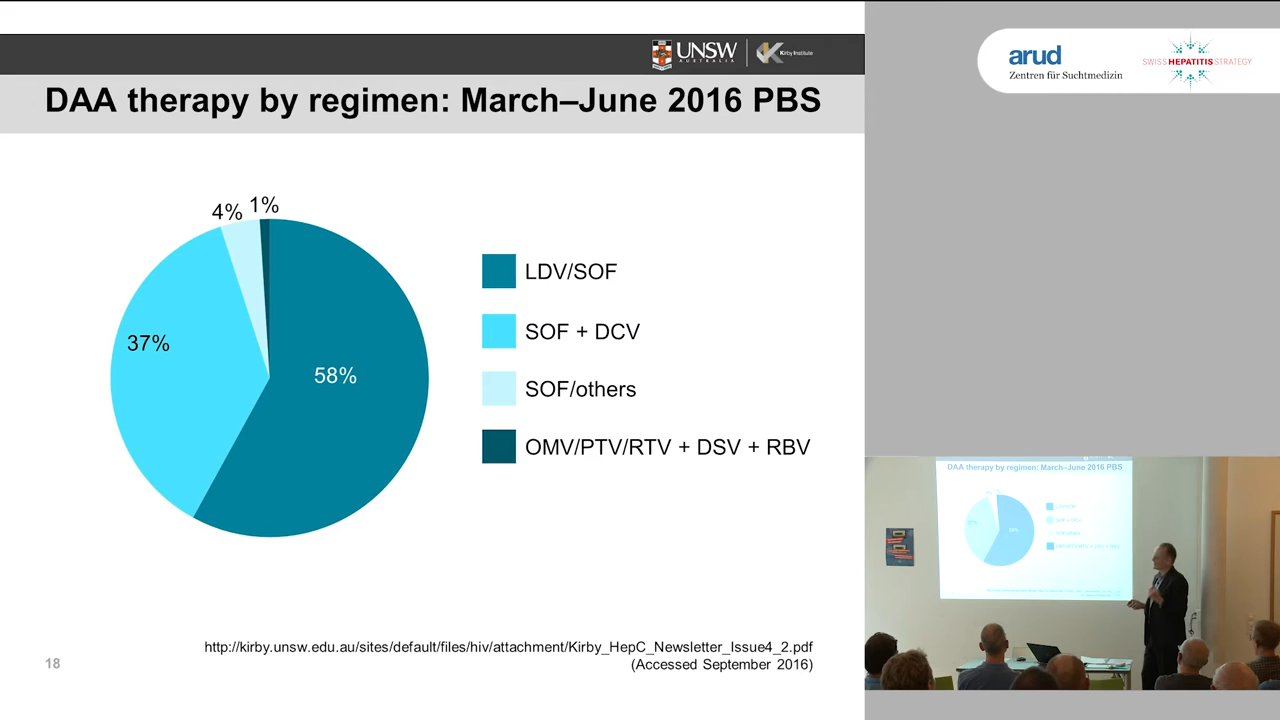 UNSW
AUSTRALIA
Kirby Institute
arud
Zentren für Suchtmedizin
SWISS HEPATITIS STRATEGY
DAA therapy by regimen: March–June 2016 PBS
4%
1%
37%
58%
LDV/SOF
SOF + DCV
SOF/others
OMV/PTV/RTV + DSV + RBV
http://kirby.unsw.edu.au/sites/default/files/hiv/attachment/Kirby_HepC_Newsletter_Issue4_2.pdf
(Accessed September 2016)
18
DAA therapy by regimen: March–June 2016 PBS